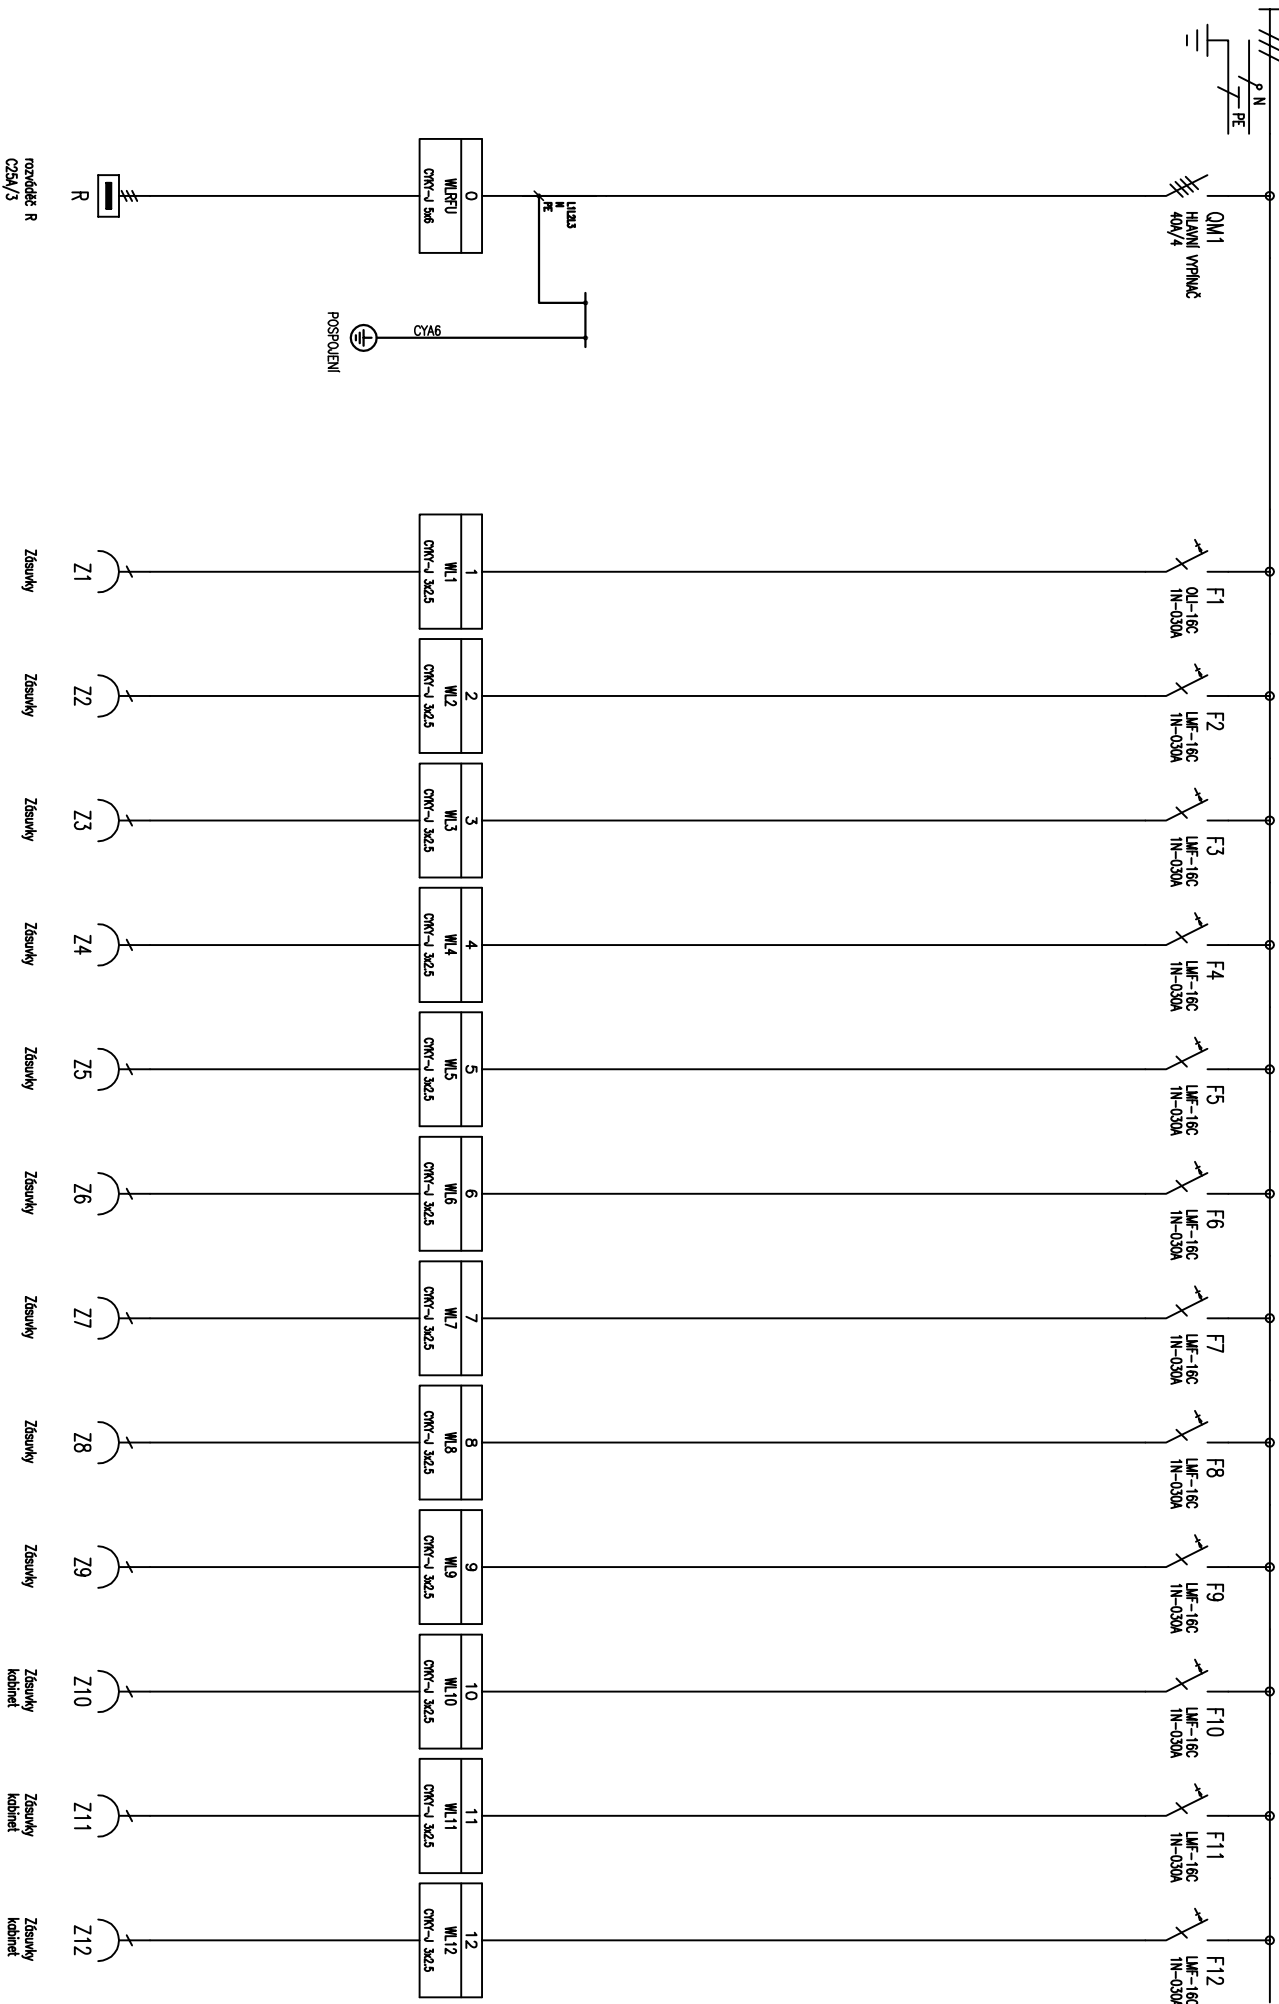 N
PE
QM1
HLAVNÍ VYPÍNAČ
40A/4
L1L2L3
N
PE
0
WLRFU
CYKY-J 5x6
CYA6
POSPOJENÍ
R
rozváděč R
C25A/3
F1
OLI-16C
1N-030A
1
WL1
CYKY-J 3x2.5
Z1
Zásuvky
F2
LMF-16C
1N-030A
2
WL2
CYKY-J 3x2.5
Z2
Zásuvky
F3
LMF-16C
1N-030A
3
WL3
CYKY-J 3x2.5
Z3
Zásuvky
F4
LMF-16C
1N-030A
4
WL4
CYKY-J 3x2.5
Z4
Zásuvky
F5
LMF-16C
1N-030A
5
WL5
CYKY-J 3x2.5
Z5
Zásuvky
F6
LMF-16C
1N-030A
6
WL6
CYKY-J 3x2.5
Z6
Zásuvky
F7
LMF-16C
1N-030A
7
WL7
CYKY-J 3x2.5
Z7
Zásuvky
F8
LMF-16C
1N-030A
8
WL8
CYKY-J 3x2.5
Z8
Zásuvky
F9
LMF-16C
1N-030A
9
WL9
CYKY-J 3x2.5
Z9
Zásuvky
F10
LMF-16C
1N-030A
10
WL10
CYKY-J 3x2.5
Z10
Zásuvky
kabinet
F11
LMF-16C
1N-030A
11
WL11
CYKY-J 3x2.5
Z11
Zásuvky
kabinet
F12
LMF-16C
1N-030A
12
WL12
CYKY-J 3x2.5
Z12
Zásuvky
kabinet